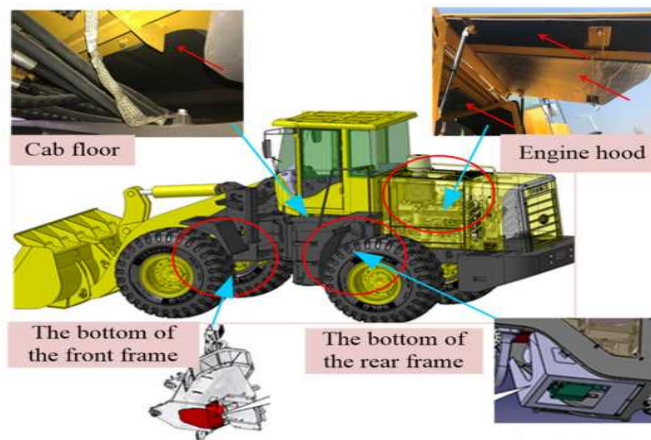 Cab floor
Engine hood
The bottom of
the front frame
The bottom of
the rear frame